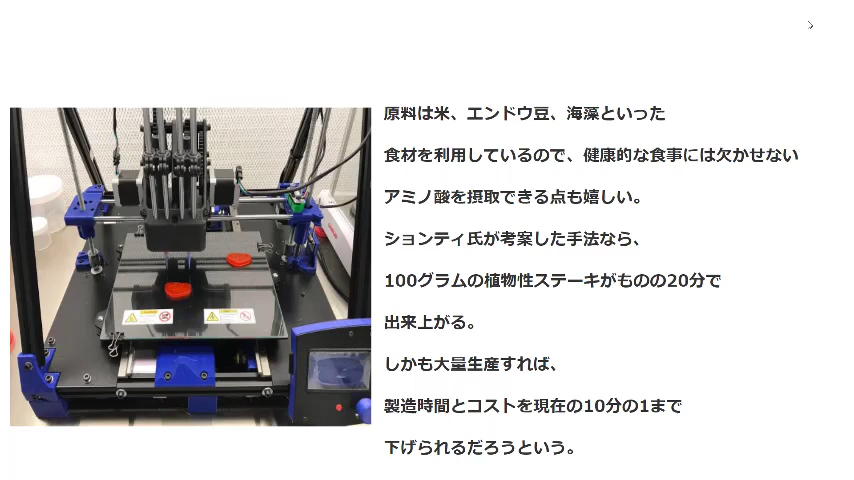 原料は米、エンドウ豆、海藻といった
食材を利用しているので、健康的な食事には欠かせない
アミノ酸を摂取できる点も嬉しい。
ションティ氏が考案した手法なら、
100グラムの植物性ステーキがものの20分で
出来上がる。
しかも大量生産すれば、
製造時間とコストを現在の10分の1まで
下げられるだろうという。